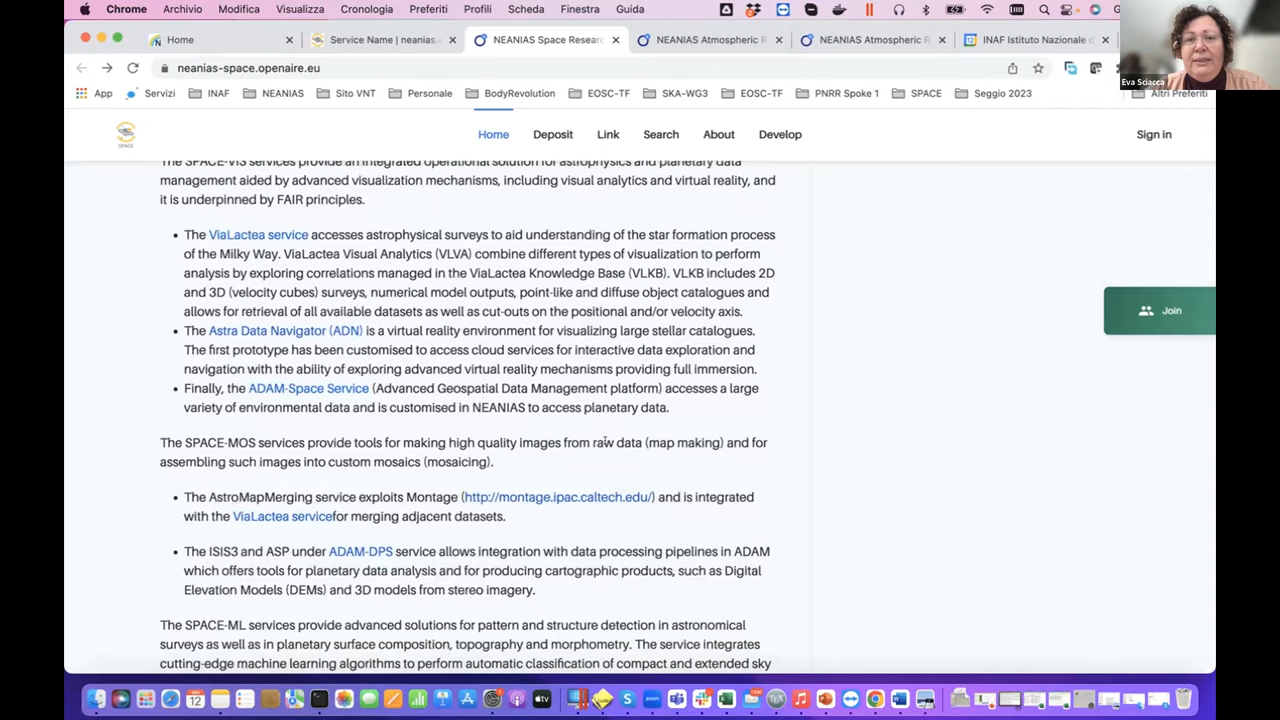 Chrome Archivio Modifica Visualizza Cronologia Preferiti Profili Scheda Finestra Guida
Home
Service Name | neanias.
NEANIAS Space Resear
NEANIAS Atmospheric R
NEANIAS Atmospheric R
INAF Istituto Nazionale
neanias-space.openaire.eu
App Servizi INAF NEANIAS Sito VNT Personale BodyRevolution EOSC-TF SKA-WG3 EOSC-TF PNRR Spoke 1 SPACE Seggio 2023 Altri Preferiti
Eva Sciacca
SPACE
Home Deposit Link Search About Develop Sign in
The SPACE-VIS services provide an integrated operational solution for astrophysics and planetary data
management aided by advanced visualization mechanisms, including visual analytics and virtual reality, and
it is underpinned by FAIR principles.
• The ViaLactea service accesses astrophysical surveys to aid understanding of the star formation process
of the Milky Way. ViaLactea Visual Analytics (VLVA) combine different types of visualization to perform
analysis by exploring correlations managed in the ViaLactea Knowledge Base (VLKB). VLKB includes 2D
and 3D (velocity cubes) surveys, numerical model outputs, point-like and diffuse object catalogues and
allows for retrieval of all available datasets as well as cut-outs on the positional and/or velocity axis.
• The Astra Data Navigator (ADN) is a virtual reality environment for visualizing large stellar catalogues.
The first prototype has been customised to access cloud services for interactive data exploration and
navigation with the ability of exploring advanced virtual reality mechanisms providing full immersion.
• Finally, the ADAM-Space Service (Advanced Geospatial Data Management platform) accesses a large
variety of environmental data and is customised in NEANIAS to access planetary data.
Join
The SPACE-MOS services provide tools for making high quality images from raw data (map making) and for
assembling such images into custom mosaics (mosaicing).
• The AstroMapMerging service exploits Montage (http://montage.ipac.caltech.edu/) and is integrated
with the ViaLactea servicefor merging adjacent datasets.
• The ISIS3 and ASP under ADAM-DPS service allows integration with data processing pipelines in ADAM
which offers tools for planetary data analysis and for producing cartographic products, such as Digital
Elevation Models (DEMs) and 3D models from stereo imagery.
The SPACE-ML services provide advanced solutions for pattern and structure detection in astronomical
surveys as well as in planetary surface composition, topography and morphometry. The service integrates
cutting-edge machine learning algorithms to perform automatic classification of compact and extended sky